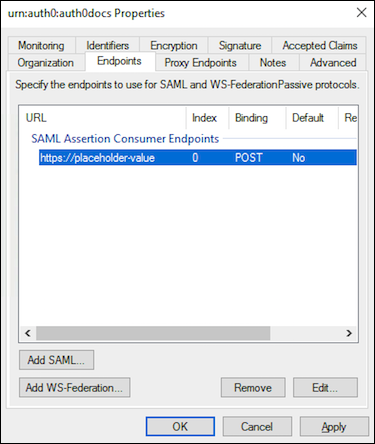 urn:auth0:auth0docs Properties
Monitoring Identifiers Encryption Signature Accepted Claims
Organization Endpoints Proxy Endpoints Notes Advanced
Specify the endpoints to use for SAML and WS-FederationPassive protocols.
URL Index Binding Default Re
SAML Assertion Consumer Endpoints
https://placeholder-value 0 POST No
Add SAML...
Add WS-Federation... Remove Edit...
OK Cancel Apply